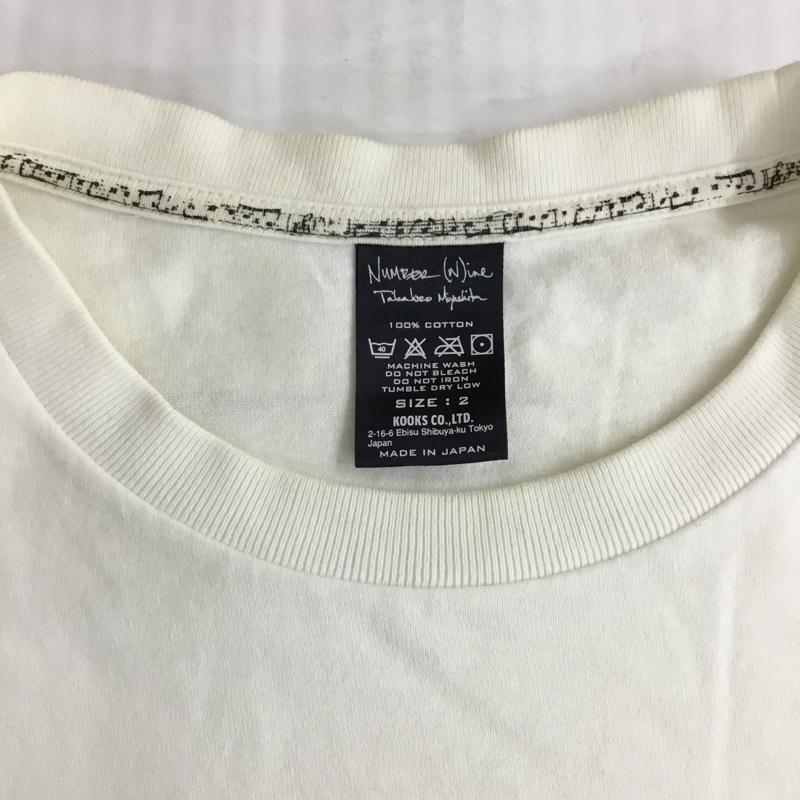 NUMBER (N)ine
Takahiro Miyashita
100% COTTON
40
MACHINE WASH
DO NOT BLEACH
DO NOT IRON
TUMBLE DRY LOW
SIZE : 2
KOOKS CO.,LTD.
2-16-6 Ebisu Shibuya-ku Tokyo
Japan
MADE IN JAPAN